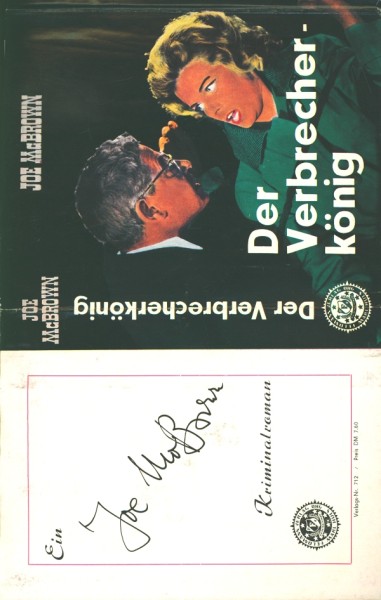 JOE McBROWN
Der
Verbrecher-
könig
JOE
McBROWN
Der Verbrecherkönig
Ein
Joe McBrown
Kriminalroman
Verlags-Nr. 712 / Preis DM 7.60